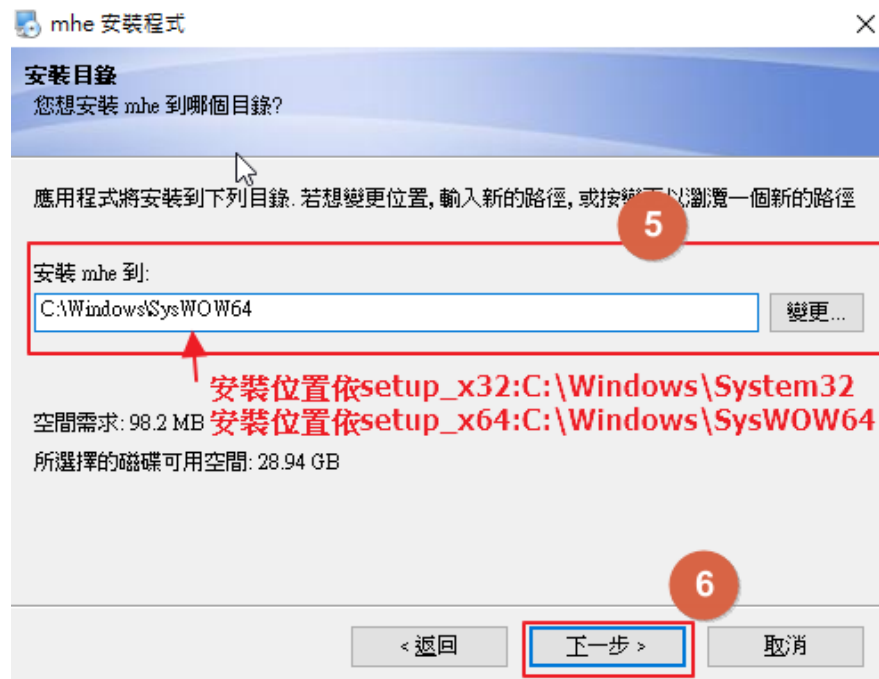 mhe 安裝程式
安裝目錄
您想安裝 mhe 到哪個目錄?
應用程式將安裝到下列目錄. 若想變更位置, 輸入新的路徑, 或按變更以瀏覽一個新的路徑
5
安裝 mhe 到:
C:\Windows\SysWOW64
變更...
安裝位置依setup_x32:C:\Windows\System32
空間需求: 98.2 MB
安裝位置依setup_x64:C:\Windows\SysWOW64
所選擇的磁碟可用空間: 28.94 GB
6
< 返回
下一步 >
取消